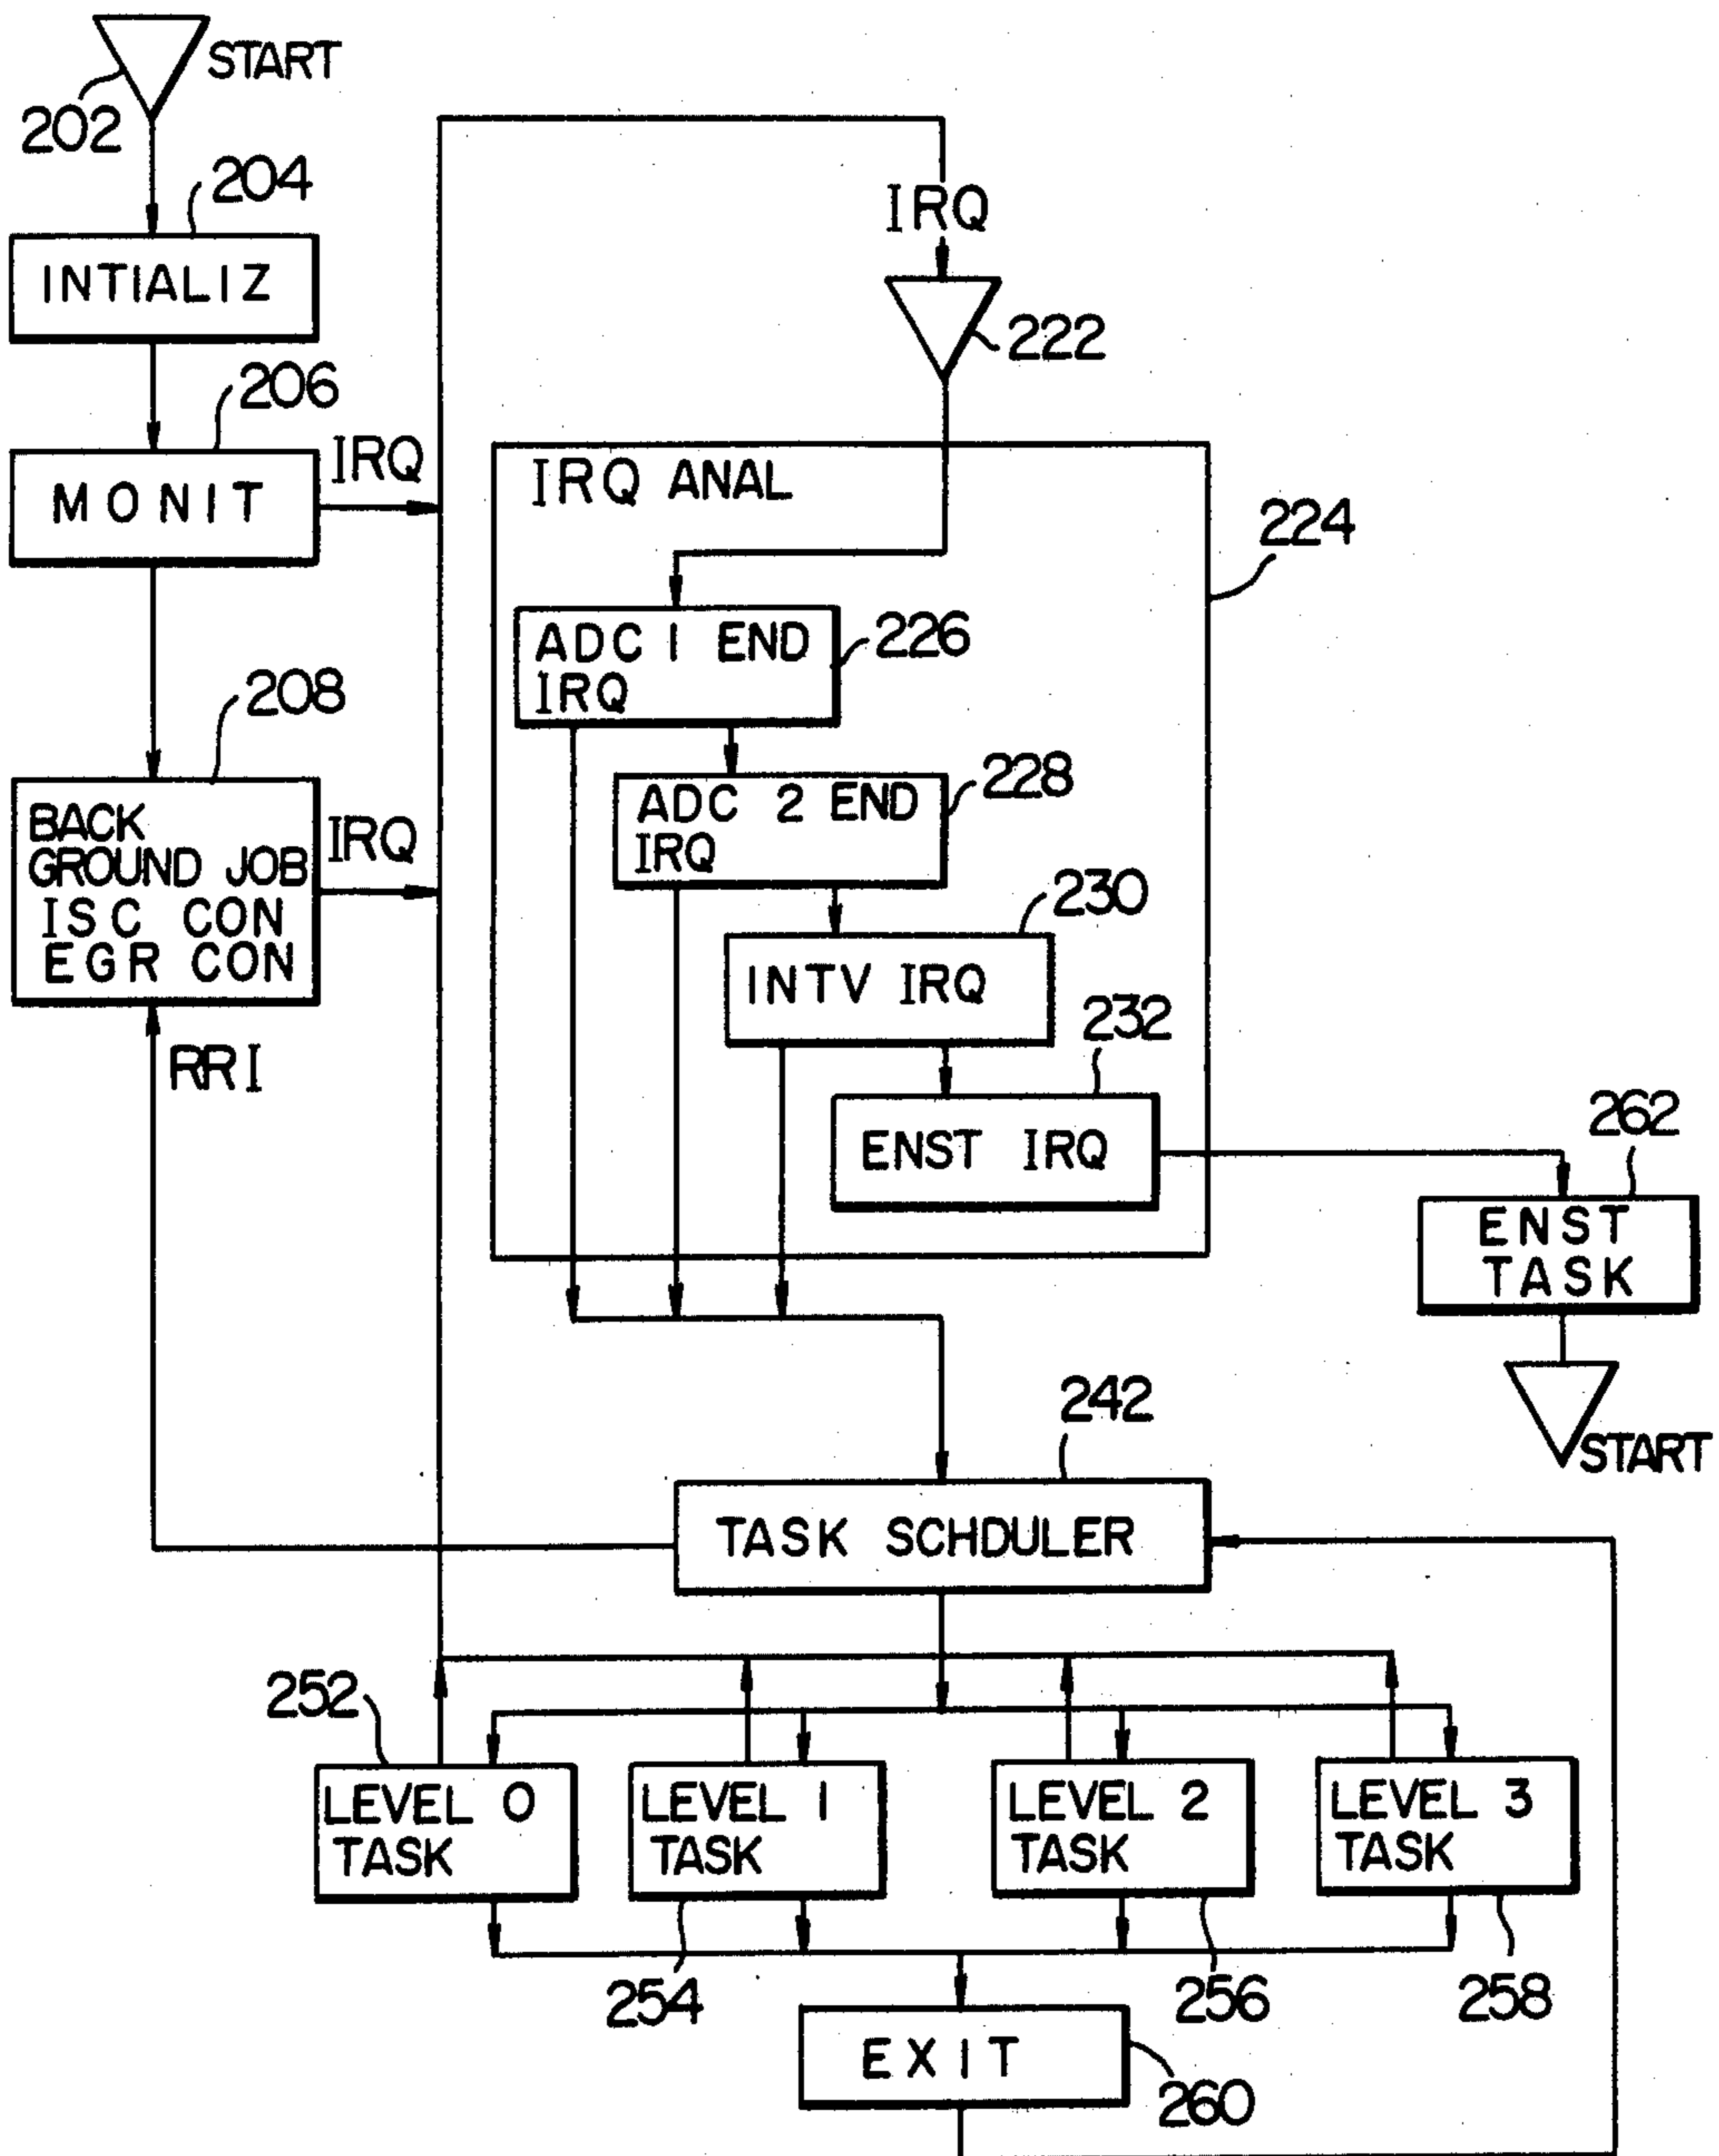 START
202
204
INTIALIZ
206
MONIT
IRQ
208
BACK
GROUND JOB
ISC CON
EGR CON
IRQ
RRI
IRQ
222
IRQ ANAL
224
ADC 1 END
IRQ
226
ADC 2 END
IRQ
228
230
INTV IRQ
232
ENST IRQ
262
ENST
TASK
START
242
TASK SCHDULER
252
LEVEL 0
TASK
LEVEL 1
TASK
LEVEL 2
TASK
LEVEL 3
TASK
254
256
258
EXIT
260